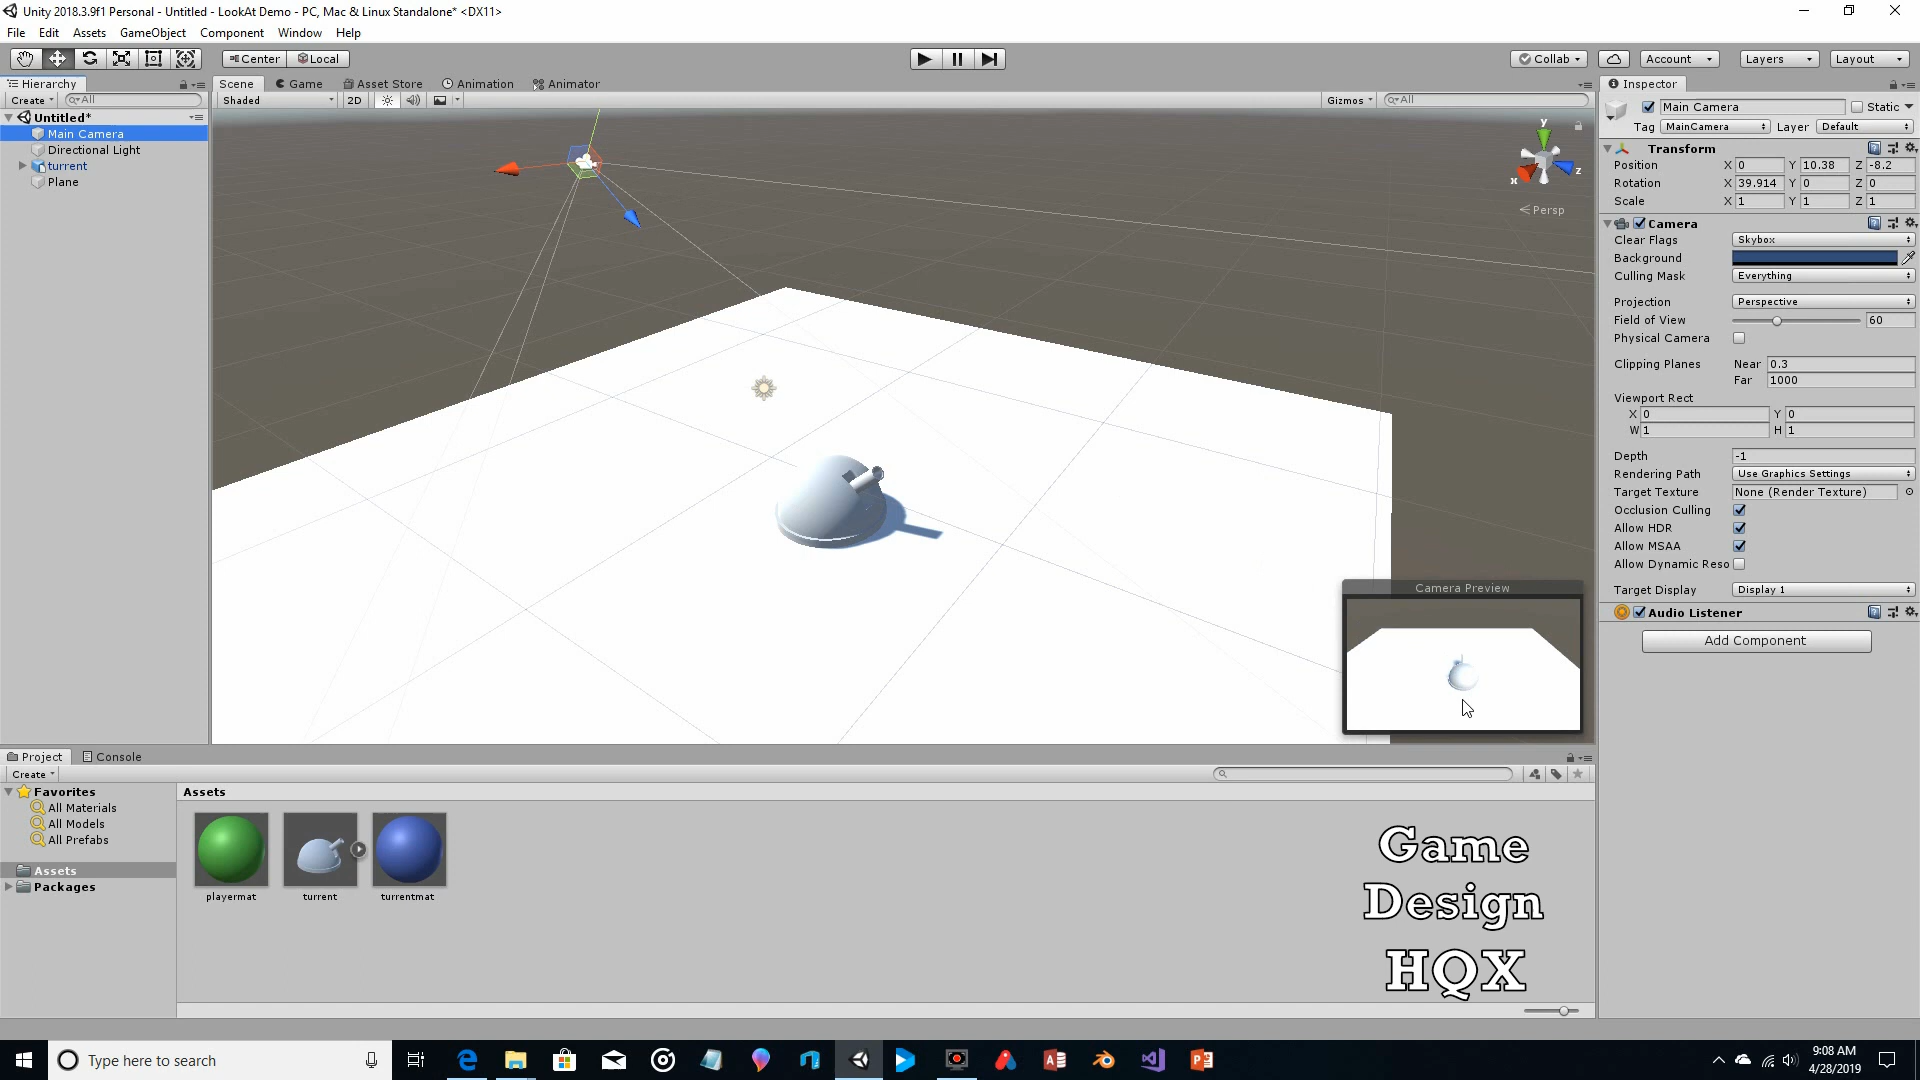 Unity 2018.3.9f1 Personal - Untitled - LookAt Demo - PC, Mac & Linux Standalone* <DX11>
File Edit Assets GameObject Component Window Help
Center Local Collab Account Layers Layout
Hierarchy
Create All
Untitled*
Main Camera
Directional Light
turrent
Plane
Scene Game Asset Store Animation Animator
Shaded 2D Gizmos All
y
x
z
Persp
Camera Preview
Inspector
Main Camera Static
Tag MainCamera Layer Default
Transform
Position X 0 Y 10.38 Z -8.2
Rotation X 39.914 Y 0 Z 0
Scale X 1 Y 1 Z 1
Camera
Clear Flags Skybox
Background
Culling Mask Everything
Projection Perspective
Field of View 60
Physical Camera
Clipping Planes Near 0.3
Far 1000
Viewport Rect
X 0 Y 0
W 1 H 1
Depth -1
Rendering Path Use Graphics Settings
Target Texture None (Render Texture)
Occlusion Culling
Allow HDR
Allow MSAA
Allow Dynamic Reso
Target Display Display 1
Audio Listener
Add Component
Project Console
Create
Favorites
All Materials
All Models
All Prefabs
Assets
Packages
Assets
playermat turrent turrentmat
Game
Design
HQX
Type here to search
9:08 AM
4/28/2019